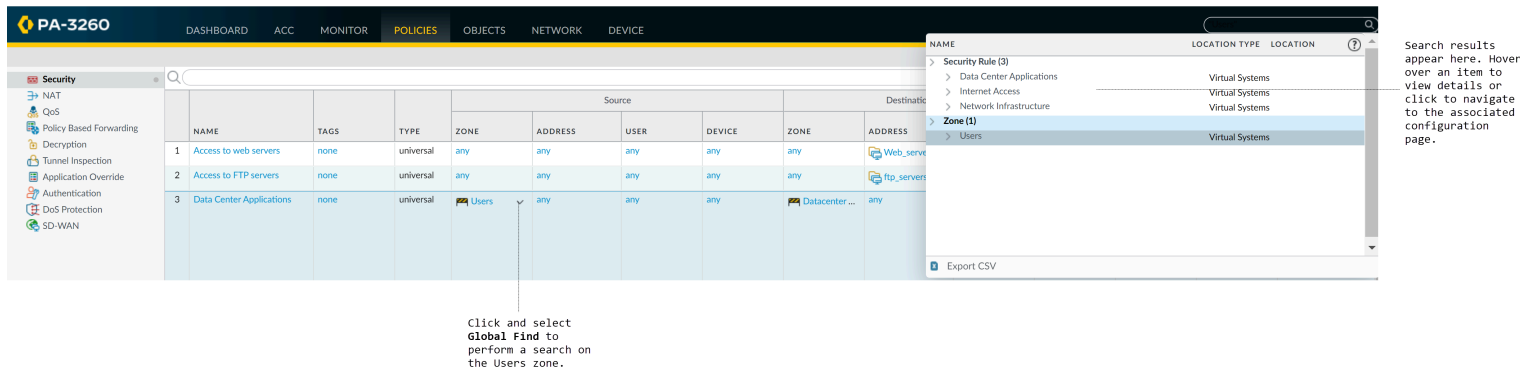 PA-3260
DASHBOARD ACC MONITOR POLICIES OBJECTS NETWORK DEVICE
NAME LOCATION TYPE LOCATION
Security Rule (3)
Data Center Applications Virtual Systems
Internet Access Virtual Systems
Network Infrastructure Virtual Systems
Zone (1)
Users Virtual Systems
Export CSV
Search results
appear here. Hover
over an item to
view details or
click to navigate
to the associated
configuration
page.
Security
NAT
QoS
Policy Based Forwarding
Decryption
Tunnel Inspection
Application Override
Authentication
DoS Protection
SD-WAN
Source Destinatio
NAME TAGS TYPE ZONE ADDRESS USER DEVICE ZONE ADDRESS
1 Access to web servers none universal any any any any any Web_serve
2 Access to FTP servers none universal any any any any any ftp_servers
3 Data Center Applications none universal Users any any any Datacenter ... any
Click and select
Global Find to
perform a search on
the Users zone.